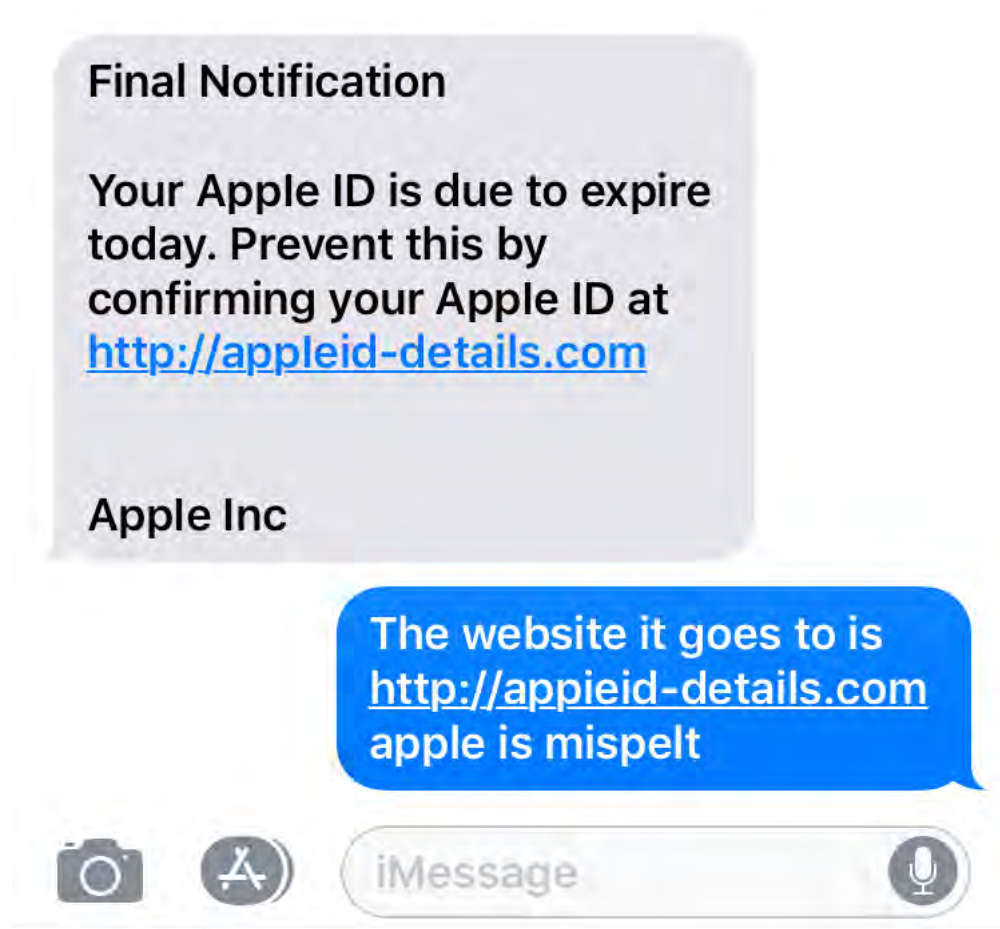 Final Notification
Your Apple ID is due to expire
today. Prevent this by
confirming your Apple ID at
http://appleid-details.com
Apple Inc
The website it goes to is
http://appieid-details.com
apple is mispelt
iMessage